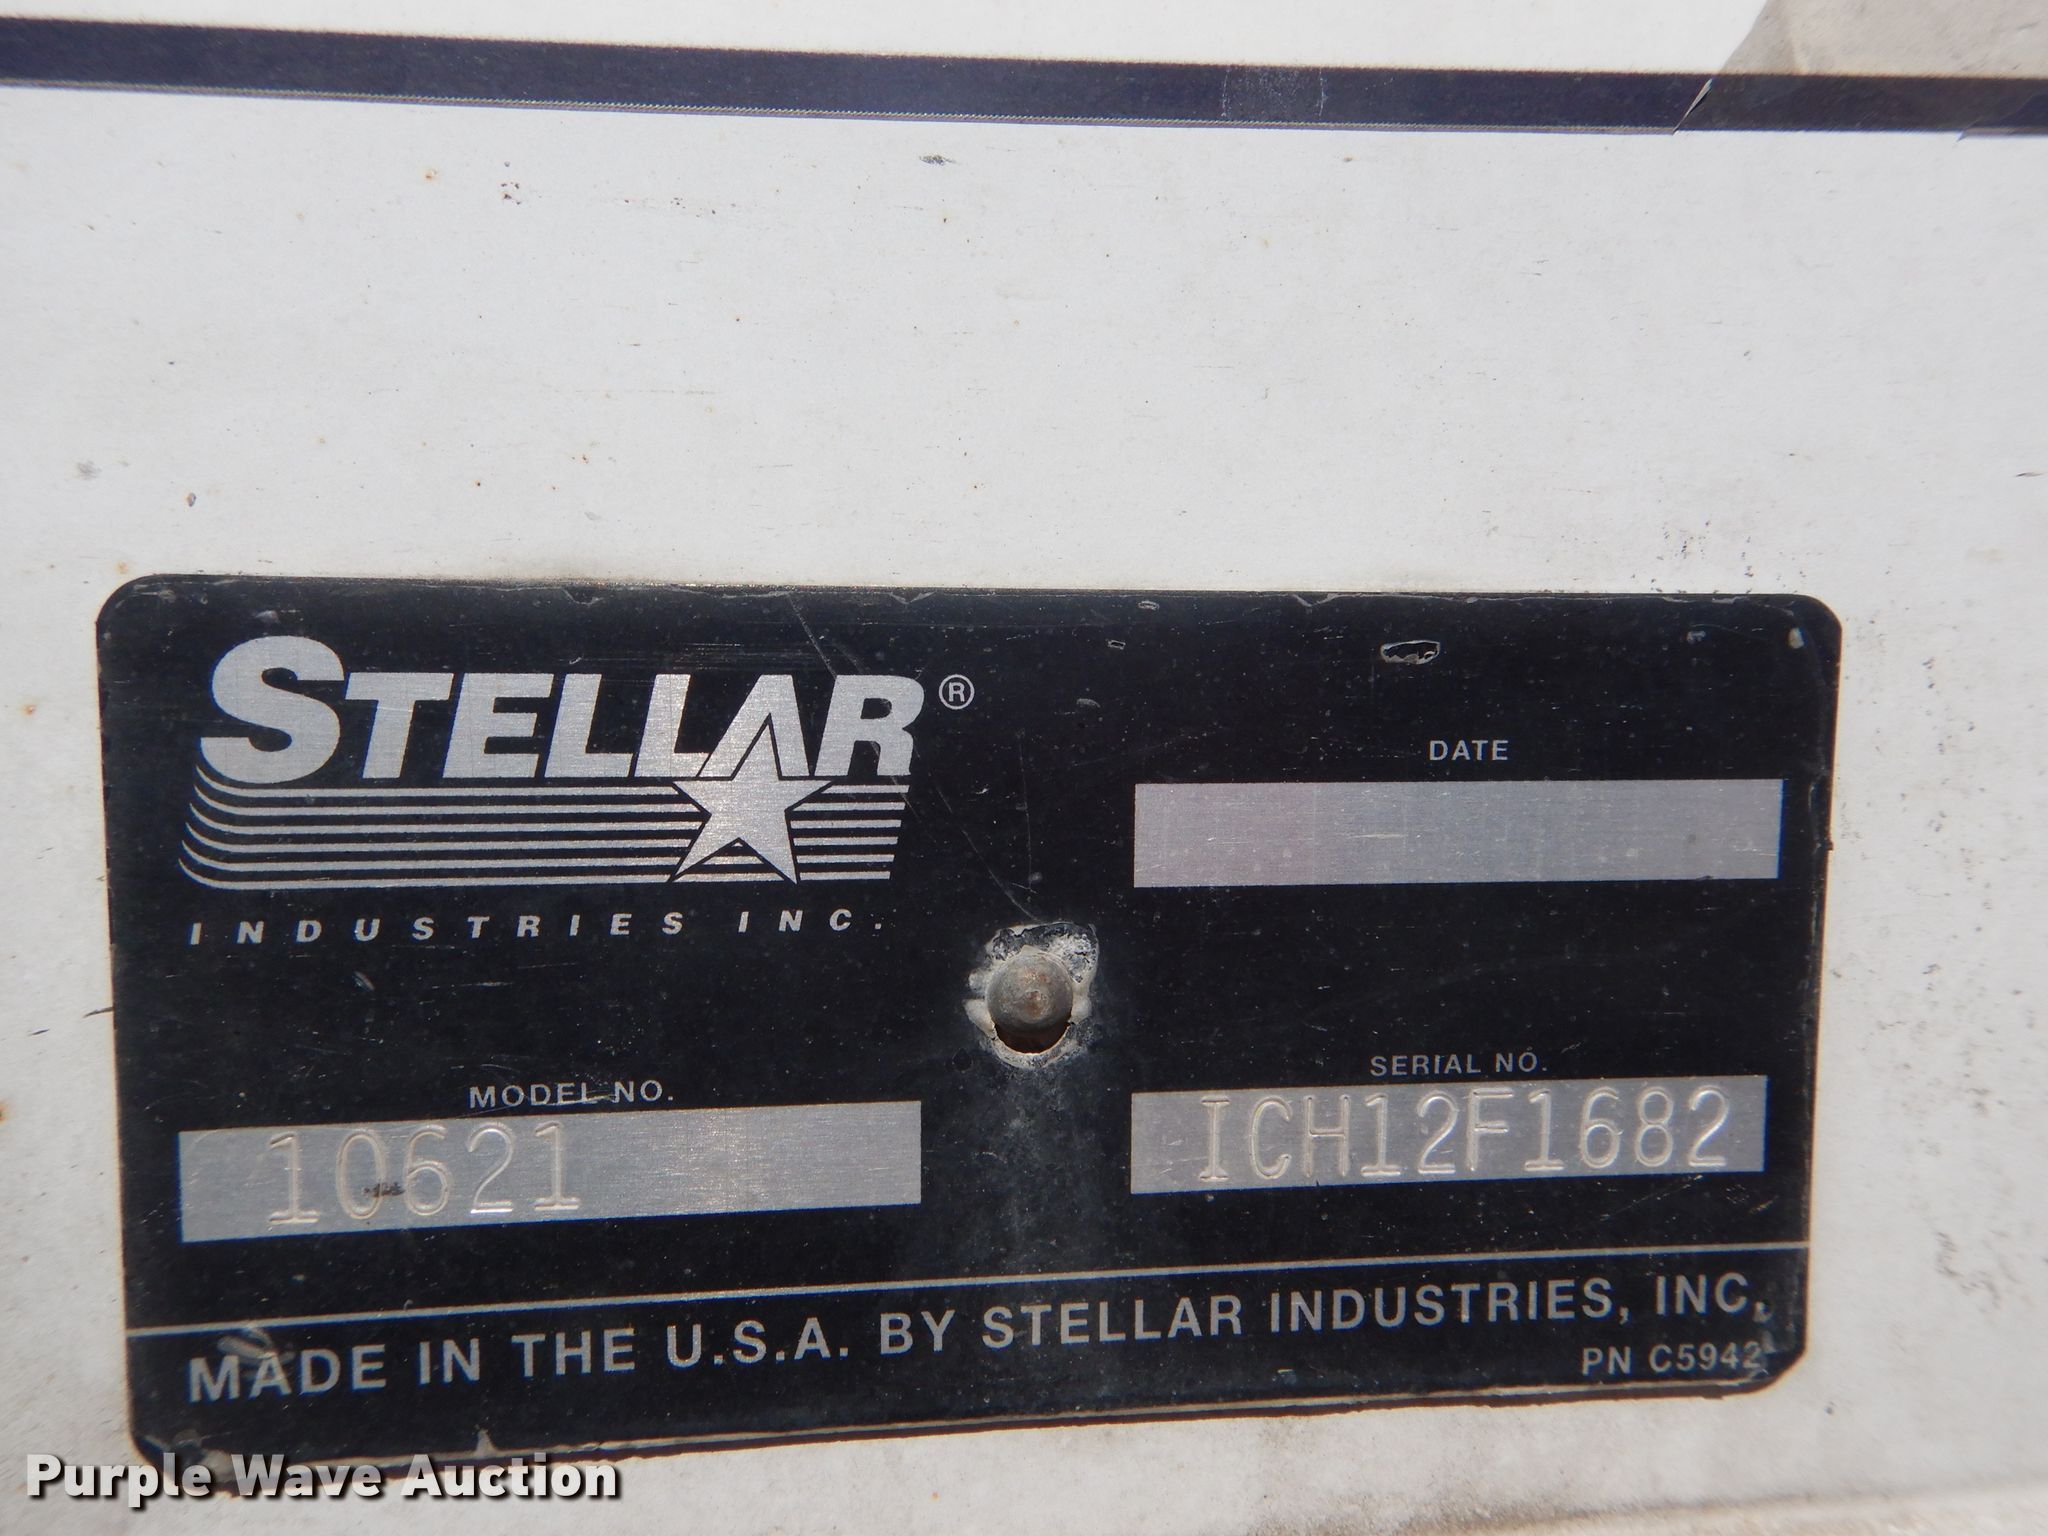 STELLAR®
INDUSTRIES INC.
DATE
MODEL NO.
10621
SERIAL NO.
ICH12F1682
MADE IN THE U.S.A. BY STELLAR INDUSTRIES, INC.
PN C5942
Purple Wave Auction